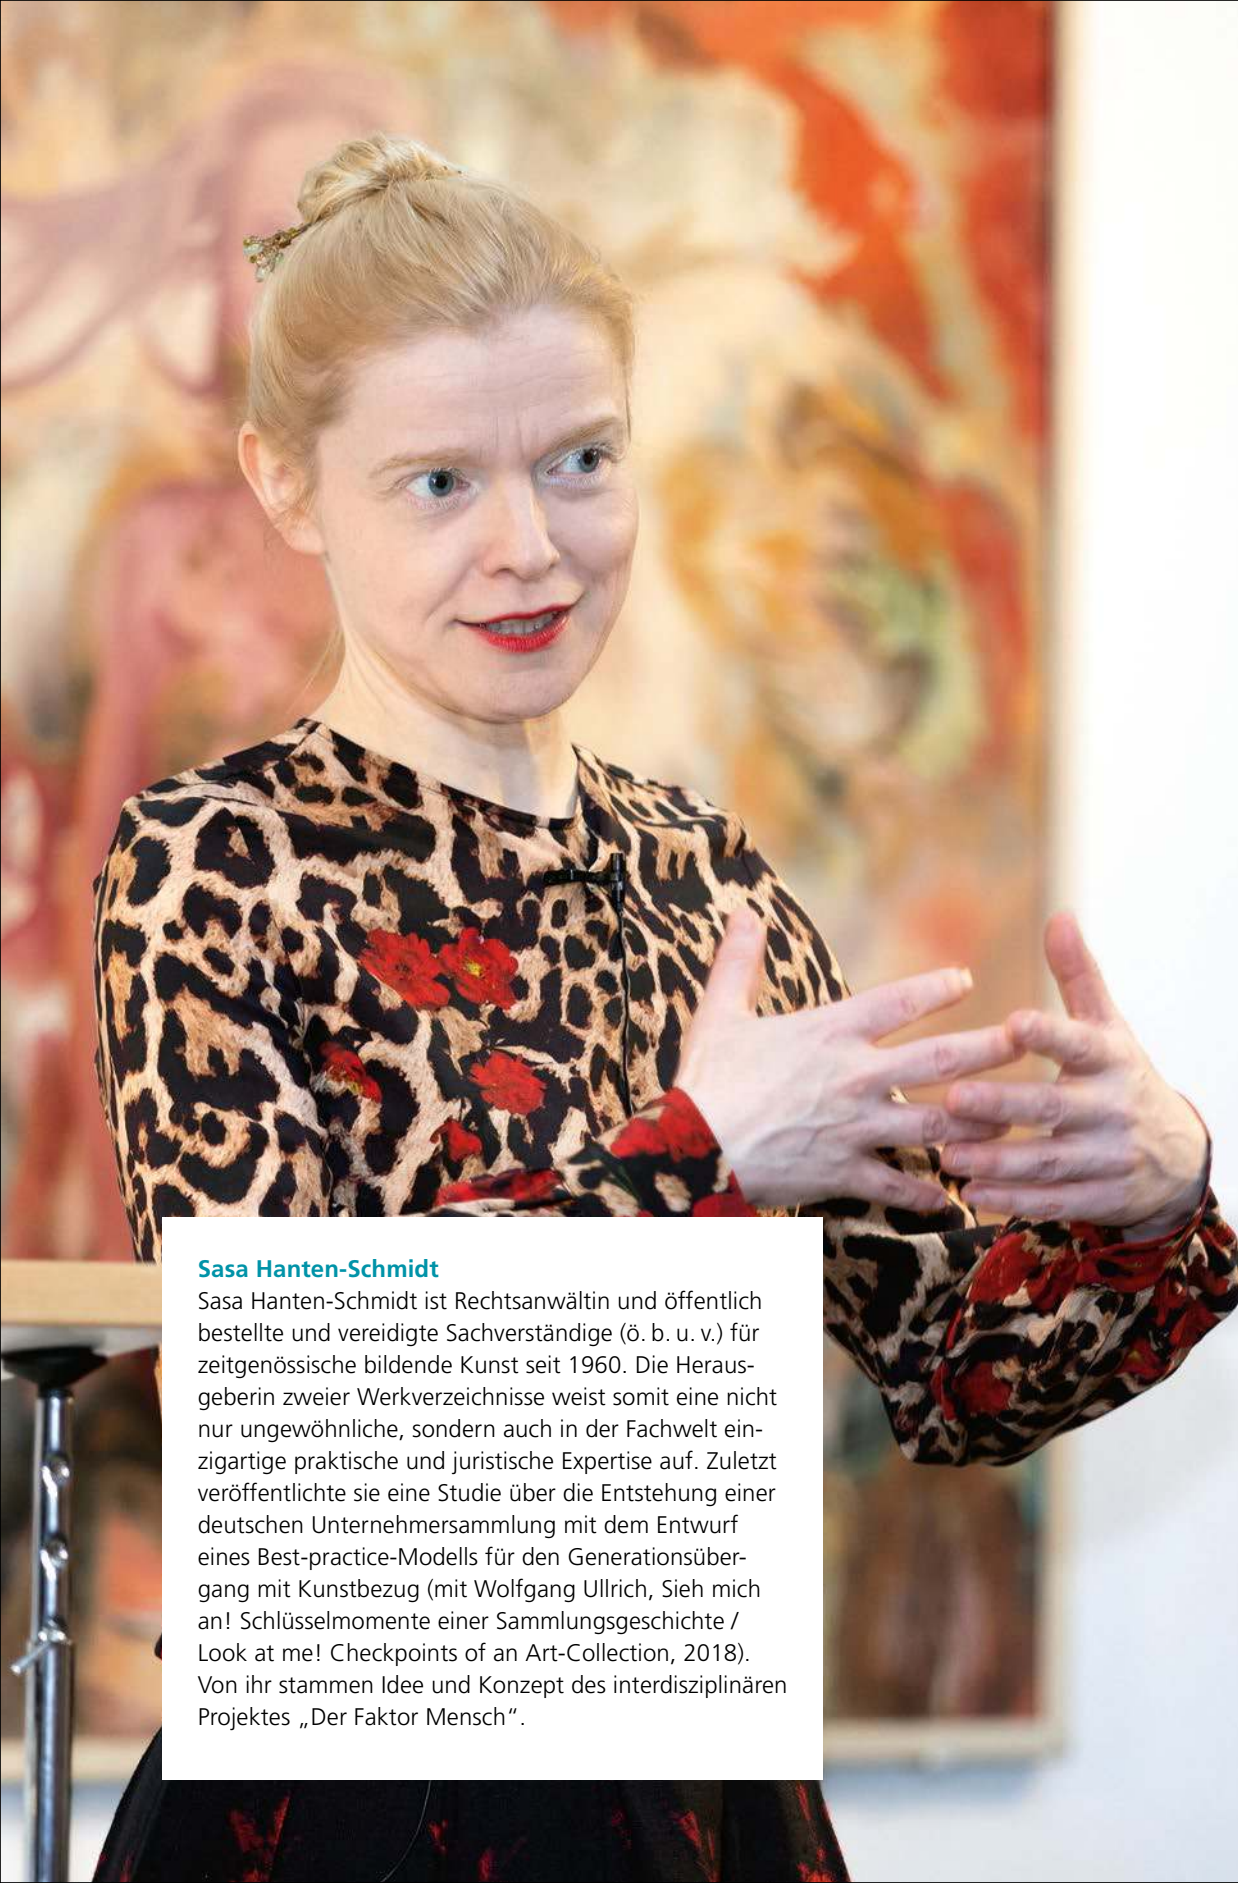 Sasa Hanten-Schmidt
Sasa Hanten-Schmidt ist Rechtsanwältin und öffentlich
bestellte und vereidigte Sachverständige (ö. b. u. v.) für
zeitgenössische bildende Kunst seit 1960. Die Heraus-
geberin zweier Werkverzeichnisse weist somit eine nicht
nur ungewöhnliche, sondern auch in der Fachwelt ein-
zigartige praktische und juristische Expertise auf. Zuletzt
veröffentlichte sie eine Studie über die Entstehung einer
deutschen Unternehmersammlung mit dem Entwurf
eines Best-practice-Modells für den Generationsüber-
gang mit Kunstbezug (mit Wolfgang Ullrich, Sieh mich
an! Schlüsselmomente einer Sammlungsgeschichte /
Look at me! Checkpoints of an Art-Collection, 2018).
Von ihr stammen Idee und Konzept des interdisziplinären
Projektes „Der Faktor Mensch“.